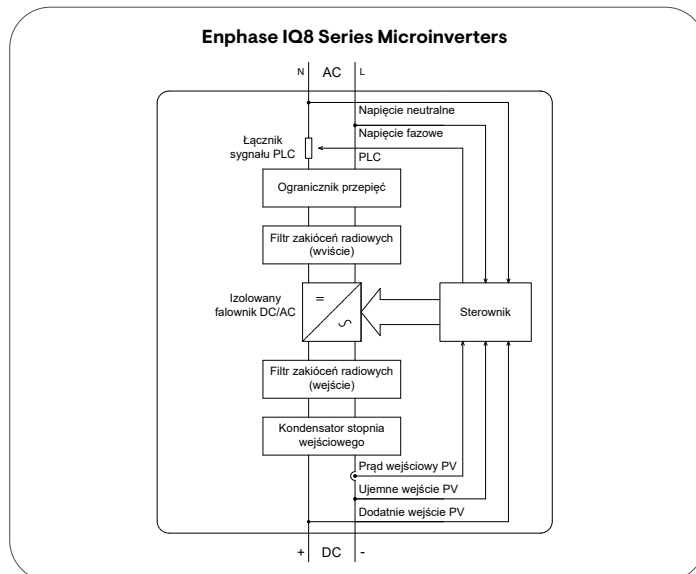 Enphase IQ8 Series Microinverters
N AC L
Napięcie neutralne
Napięcie fazowe
Łącznik
sygnału PLC
PLC
Ogranicznik przepięć
Filtr zakióceń radiowych
(wviście)
Izolowany
falownik DC/AC
=
Sterownik
Filtr zakióceń radiowych
(wejście)
Kondensator stopnia
wejściowego
Prąd wejściowy PV
Ujemne wejście PV
Dodatnie wejście PV
+ DC -